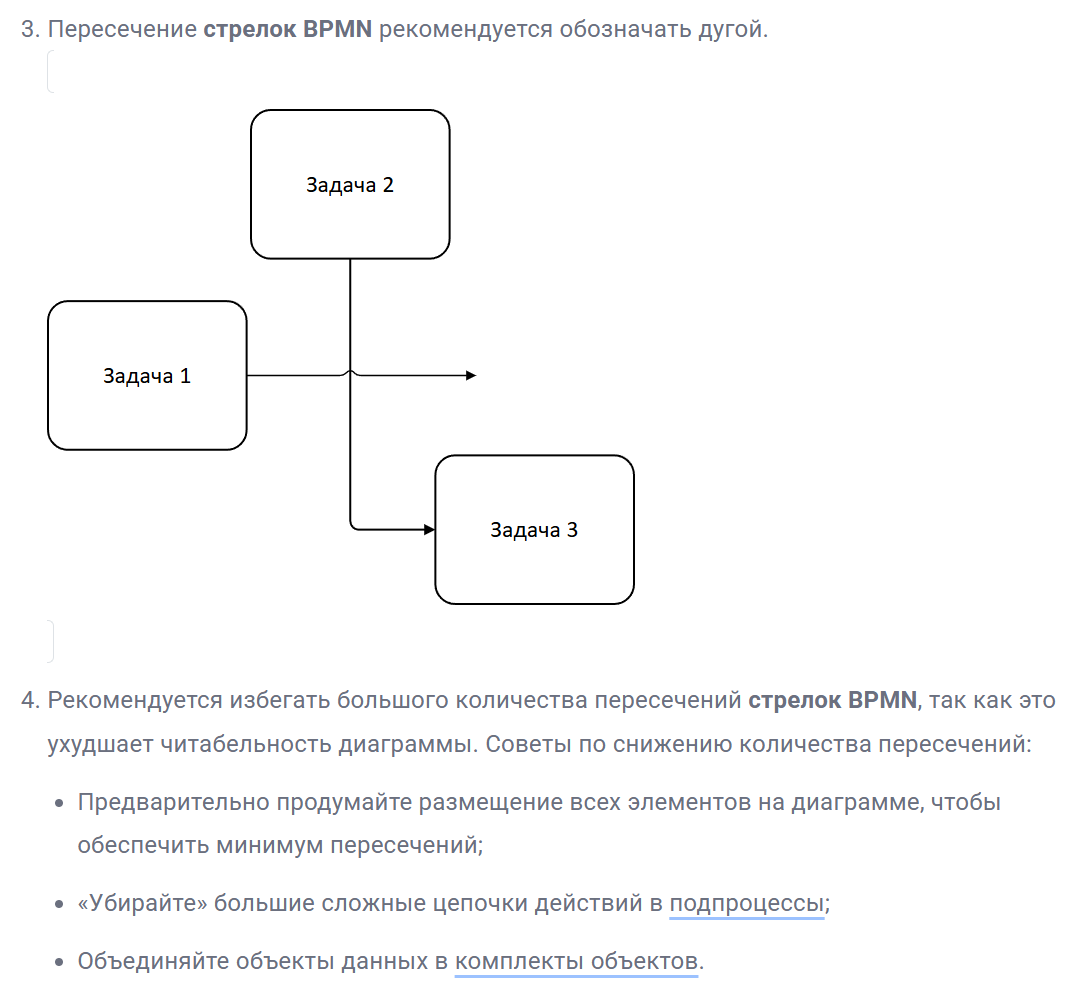 3. Пересечение стрелок BPMN рекомендуется обозначать дугой.
Задача 2
Задача 1
Задача 3
4. Рекомендуется избегать большого количества пересечений стрелок BPMN, так как это
ухудшает читабельность диаграммы. Советы по снижению количества пересечений:
• Предварительно продумайте размещение всех элементов на диаграмме, чтобы
обеспечить минимум пересечений;
• «Убирайте» большие сложные цепочки действий в подпроцессы;
• Объединяйте объекты данных в комплекты объектов.